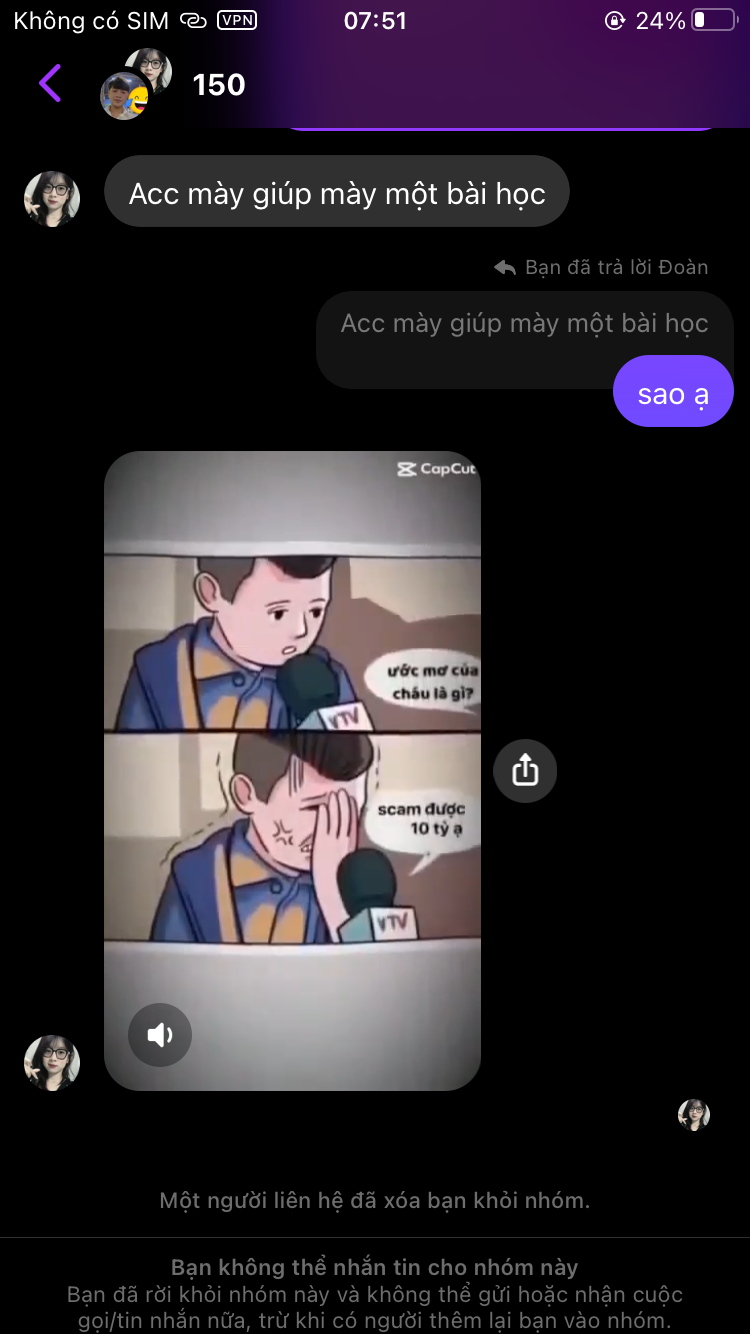 Không có SIM VPN 07:51 24%
150
Acc mày giúp mày một bài học
Bạn đã trả lời Đoàn
Acc mày giúp mày một bài học
sao ạ
CapCut
ước mơ của
cháu là gì?
VTV
scam được
10 tỷ ạ
VTV
Một người liên hệ đã xóa bạn khỏi nhóm.
Bạn không thể nhắn tin cho nhóm này
Bạn đã rời khỏi nhóm này và không thể gửi hoặc nhận cuộc
gọi/tin nhắn nữa, trừ khi có người thêm lại bạn vào nhóm.